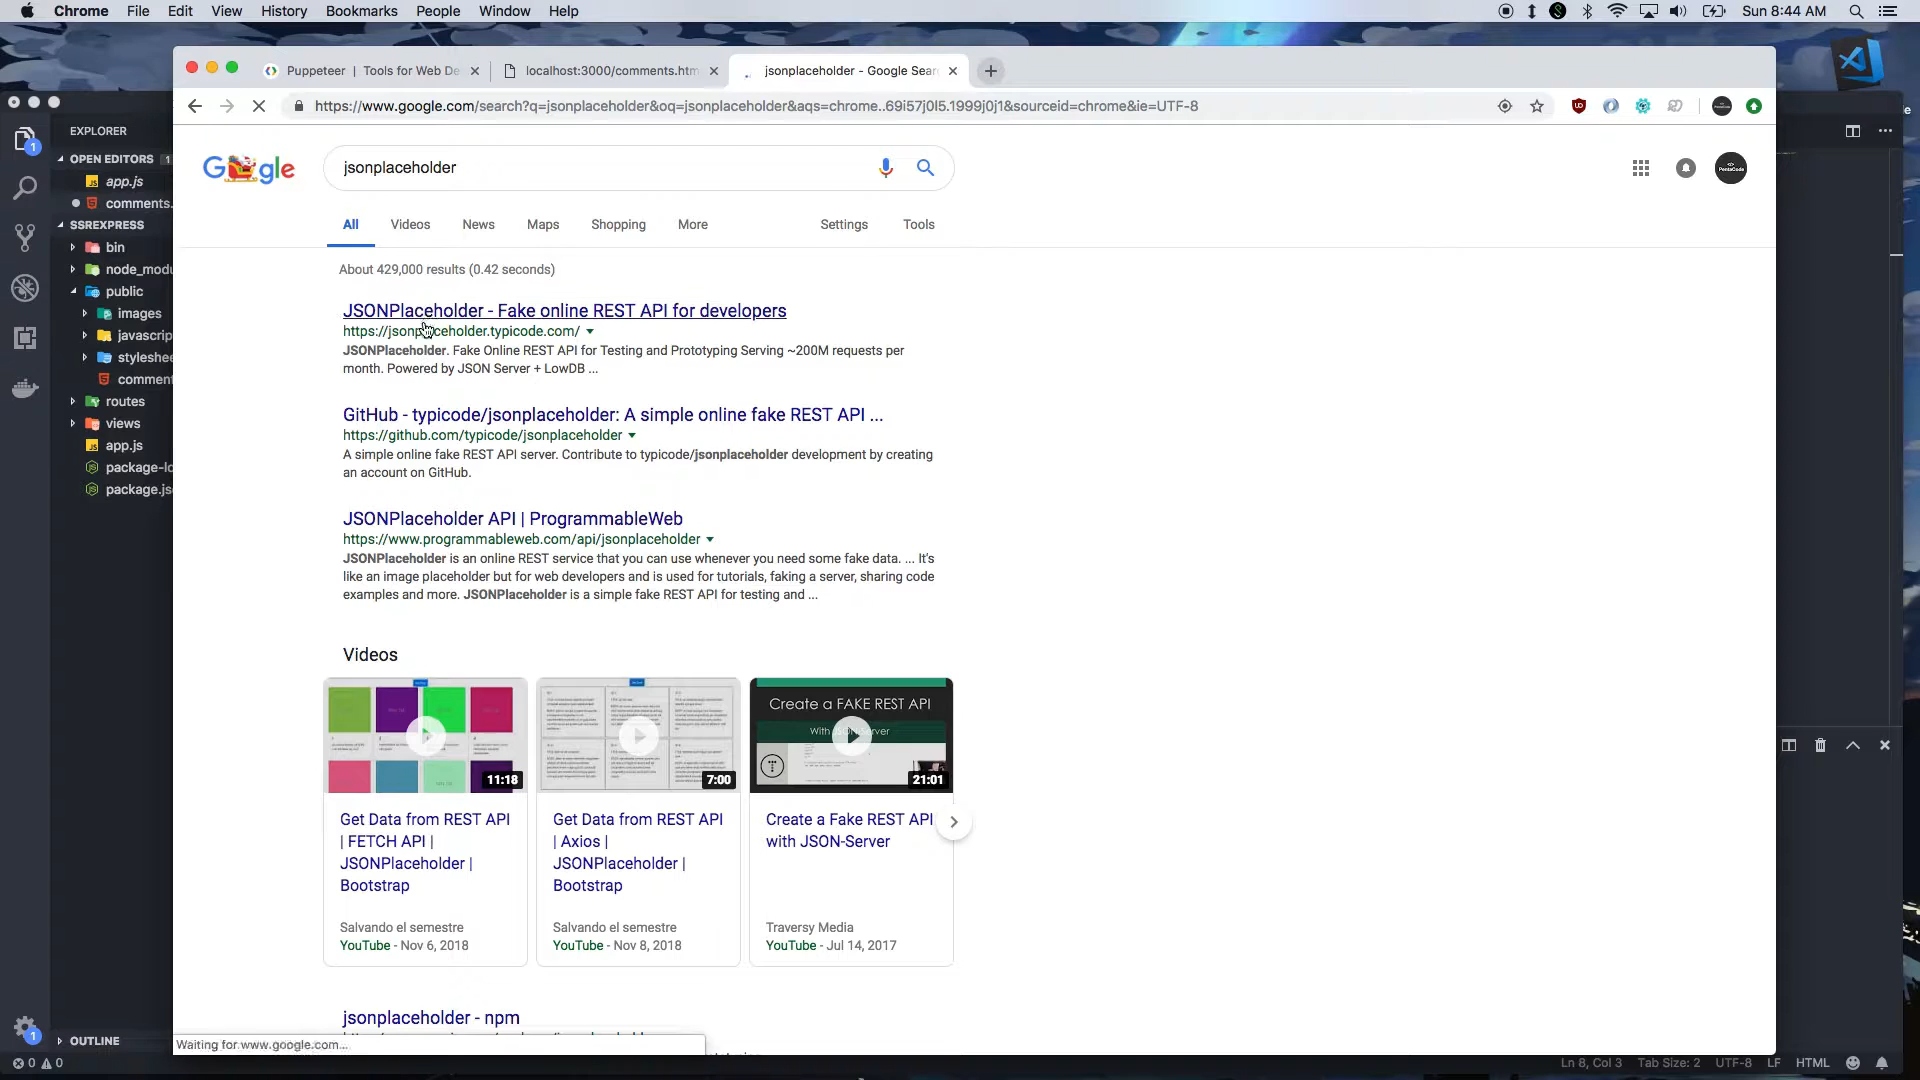 Chrome File Edit View History Bookmarks People Window Help
Sun 8:44 AM
Puppeteer | Tools for Web De
localhost:3000/comments.htm
jsonplaceholder - Google Sear
https://www.google.com/search?q=jsonplaceholder&oq=jsonplaceholder&aqs=chrome..69i57j0l5.1999j0j1&sourceid=chrome&ie=UTF-8
EXPLORER
OPEN EDITORS 1
app.js
comments.
SSREXPRESS
bin
node_modu
public
images
javascrip
styleshee
comment
routes
views
app.js
package-lo
package.js
OUTLINE
1
1
0 0
Google
jsonplaceholder
PentaCode
All Videos News Maps Shopping More Settings Tools
About 429,000 results (0.42 seconds)
JSONPlaceholder - Fake online REST API for developers
https://jsonplaceholder.typicode.com/
JSONPlaceholder. Fake Online REST API for Testing and Prototyping Serving ~200M requests per
month. Powered by JSON Server + LowDB ...
GitHub - typicode/jsonplaceholder: A simple online fake REST API ...
https://github.com/typicode/jsonplaceholder
A simple online fake REST API server. Contribute to typicode/jsonplaceholder development by creating
an account on GitHub.
JSONPlaceholder API | ProgrammableWeb
https://www.programmableweb.com/api/jsonplaceholder
JSONPlaceholder is an online REST service that you can use whenever you need some fake data. ... It's
like an image placeholder but for web developers and is used for tutorials, faking a server, sharing code
examples and more. JSONPlaceholder is a simple fake REST API for testing and ...
Videos
11:18
7:00
Create a FAKE REST API
With JSON-Server
21:01
Get Data from REST API
| FETCH API |
JSONPlaceholder |
Bootstrap
Salvando el semestre
YouTube - Nov 6, 2018
Get Data from REST API
| Axios |
JSONPlaceholder |
Bootstrap
Salvando el semestre
YouTube - Nov 8, 2018
Create a Fake REST API
with JSON-Server
Traversy Media
YouTube - Jul 14, 2017
jsonplaceholder - npm
Waiting for www.google.com...
Ln 8, Col 3 Tab Size: 2 UTF-8 LF HTML